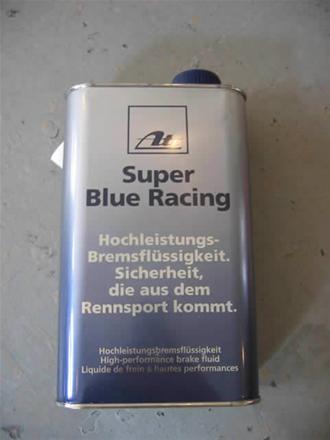 Ate
Super
Blue Racing
Hochleistungs-
Bremsflüssigkeit.
Sicherheit,
die aus dem
Rennsport kommt.
Hochleistungsbremsflüssigkeit
High-performance brake fluid
Liquide de frein à hautes performances